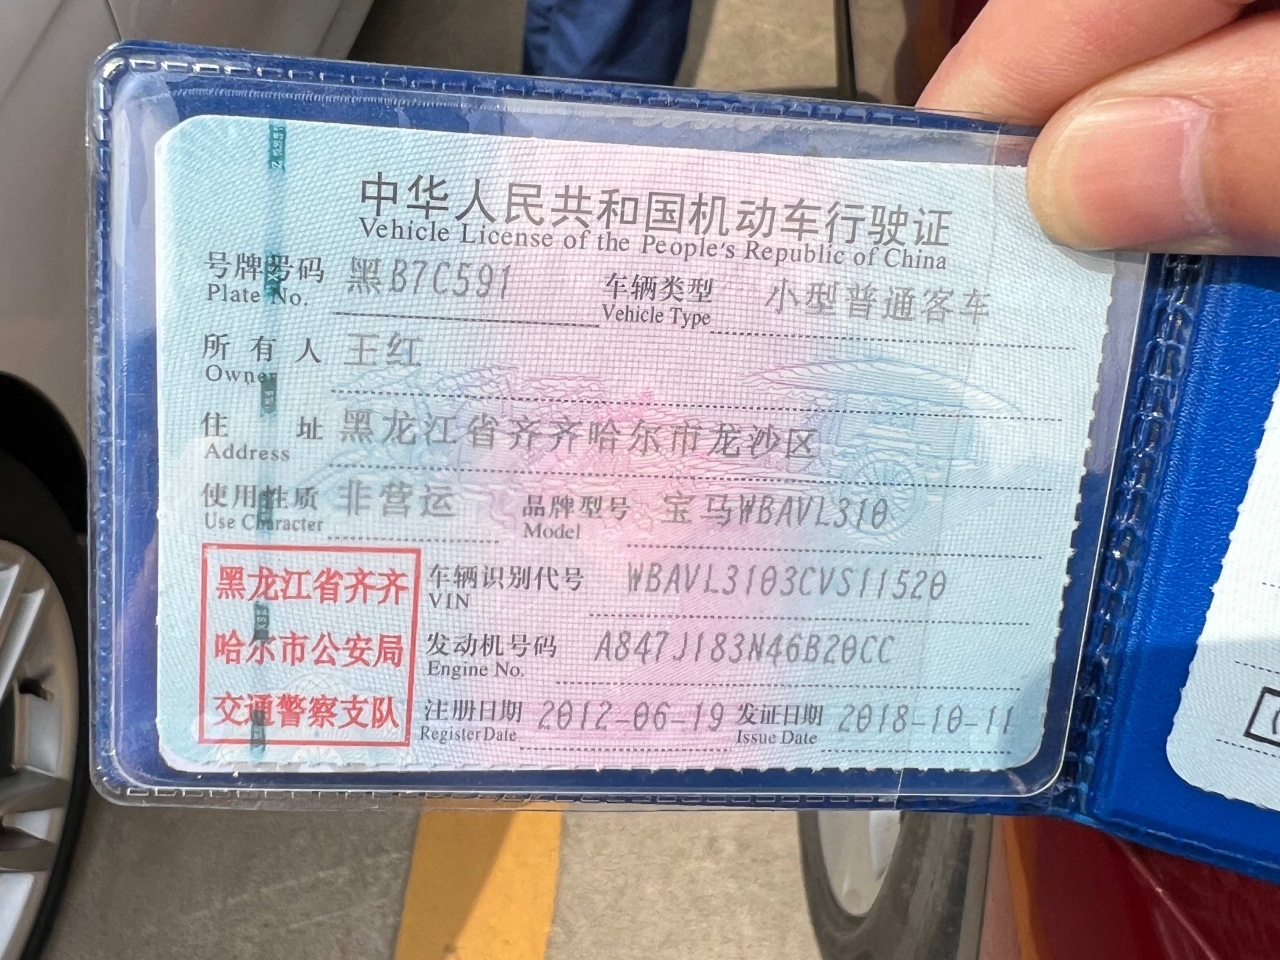 中华人民共和国机动车行驶证
Vehicle License of the People's Republic of China
号牌号码 黑B7C591 车辆类型 小型普通客车
Plate No. Vehicle Type
所有人 王红
Owner
住址 黑龙江省齐齐哈尔市龙沙区
Address
使用性质 非营运 品牌型号 宝马WBAVL310
Use Character Model
黑龙江省齐齐
哈尔市公安局
交通警察支队
车辆识别代号 WBAVL3103CVS11520
VIN
发动机号码 A847J183N46B20CC
Engine No.
注册日期 2012-06-19 发证日期 2018-10-11
Register Date Issue Date